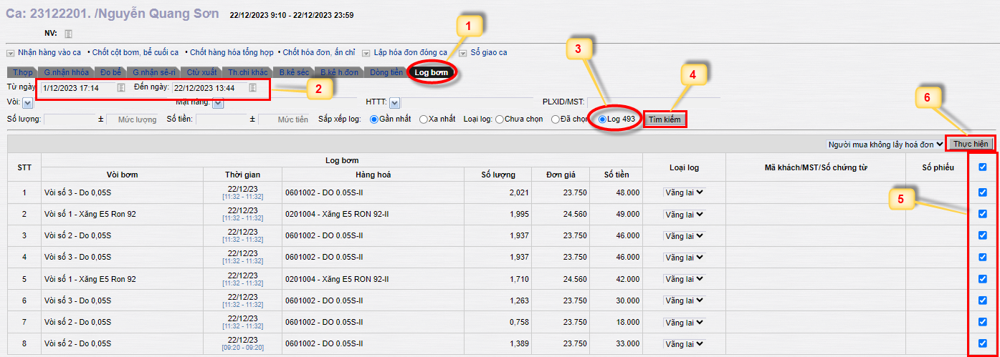 Ca: 23122201. /Nguyễn Quang Sơn 22/12/2023 9:10 - 22/12/2023 23:59
1
NV:
3
Nhận hàng vào ca • Chốt cột bơm, bể cuối ca • Chốt hàng hóa tổng hợp • Chốt hóa đơn, ấn chỉ Lập hóa đơn đóng ca Sổ giao ca
T.hợp G.nhận hhóa Đo bể G.nhận sê-ri Ctừ xuất Th.chi khác B.kê séc B.kê h.đơn Dòng tiền Log bơm
4
Từ ngày 1/12/2023 17:14 Đến ngày: 22/12/2023 13:44
2
6
Vòi: Mặt hàng: HTTT: PLXID/MST:
Số lượng: ± Mức lượng Số tiền: ± Mức tiền Sắp xếp log: Gần nhất Xa nhất Loại log: Chưa chọn Đã chọn Log 493 Tìm kiếm
Người mua không lấy hoá đơn Thực hiện
STT Log bơm Loại log Mã khách/MST/Số chứng từ Số phiếu
Vòi bơm Thời gian Hàng hoá Số lượng Đơn giá Số tiền
1 Vòi số 3 - Do 0,05S 22/12/23 0601002 - DO 0.05S-II 2,021 23.750 48.000 Vãng lai
[11:32 - 11:32]
5
2 Vòi số 1 - Xăng E5 Ron 92 22/12/23 0201004 - Xăng E5 RON 92-II 1,995 24.560 49.000 Vãng lai
[11:32 - 11:32]
3 Vòi số 2 - Do 0,05S 22/12/23 0601002 - DO 0.05S-II 1,937 23.750 46.000 Vãng lai
[11:32 - 11:32]
4 Vòi số 3 - Do 0,05S 22/12/23 0601002 - DO 0.05S-II 1,937 23.750 46.000 Vãng lai
[11:32 - 11:32]
5 Vòi số 1 - Xăng E5 Ron 92 22/12/23 0201004 - Xăng E5 RON 92-II 1,710 24.560 42.000 Vãng lai
[11:32 - 11:32]
6 Vòi số 3 - Do 0,05S 22/12/23 0601002 - DO 0.05S-II 1,263 23.750 30.000 Vãng lai
[11:32 - 11:32]
7 Vòi số 2 - Do 0,05S 22/12/23 0601002 - DO 0.05S-II 0,758 23.750 18.000 Vãng lai
[11:32 - 11:32]
8 Vòi số 2 - Do 0,05S 22/12/23 0601002 - DO 0.05S-II 1,389 23.750 33.000 Vãng lai
[09:20 - 09:20]